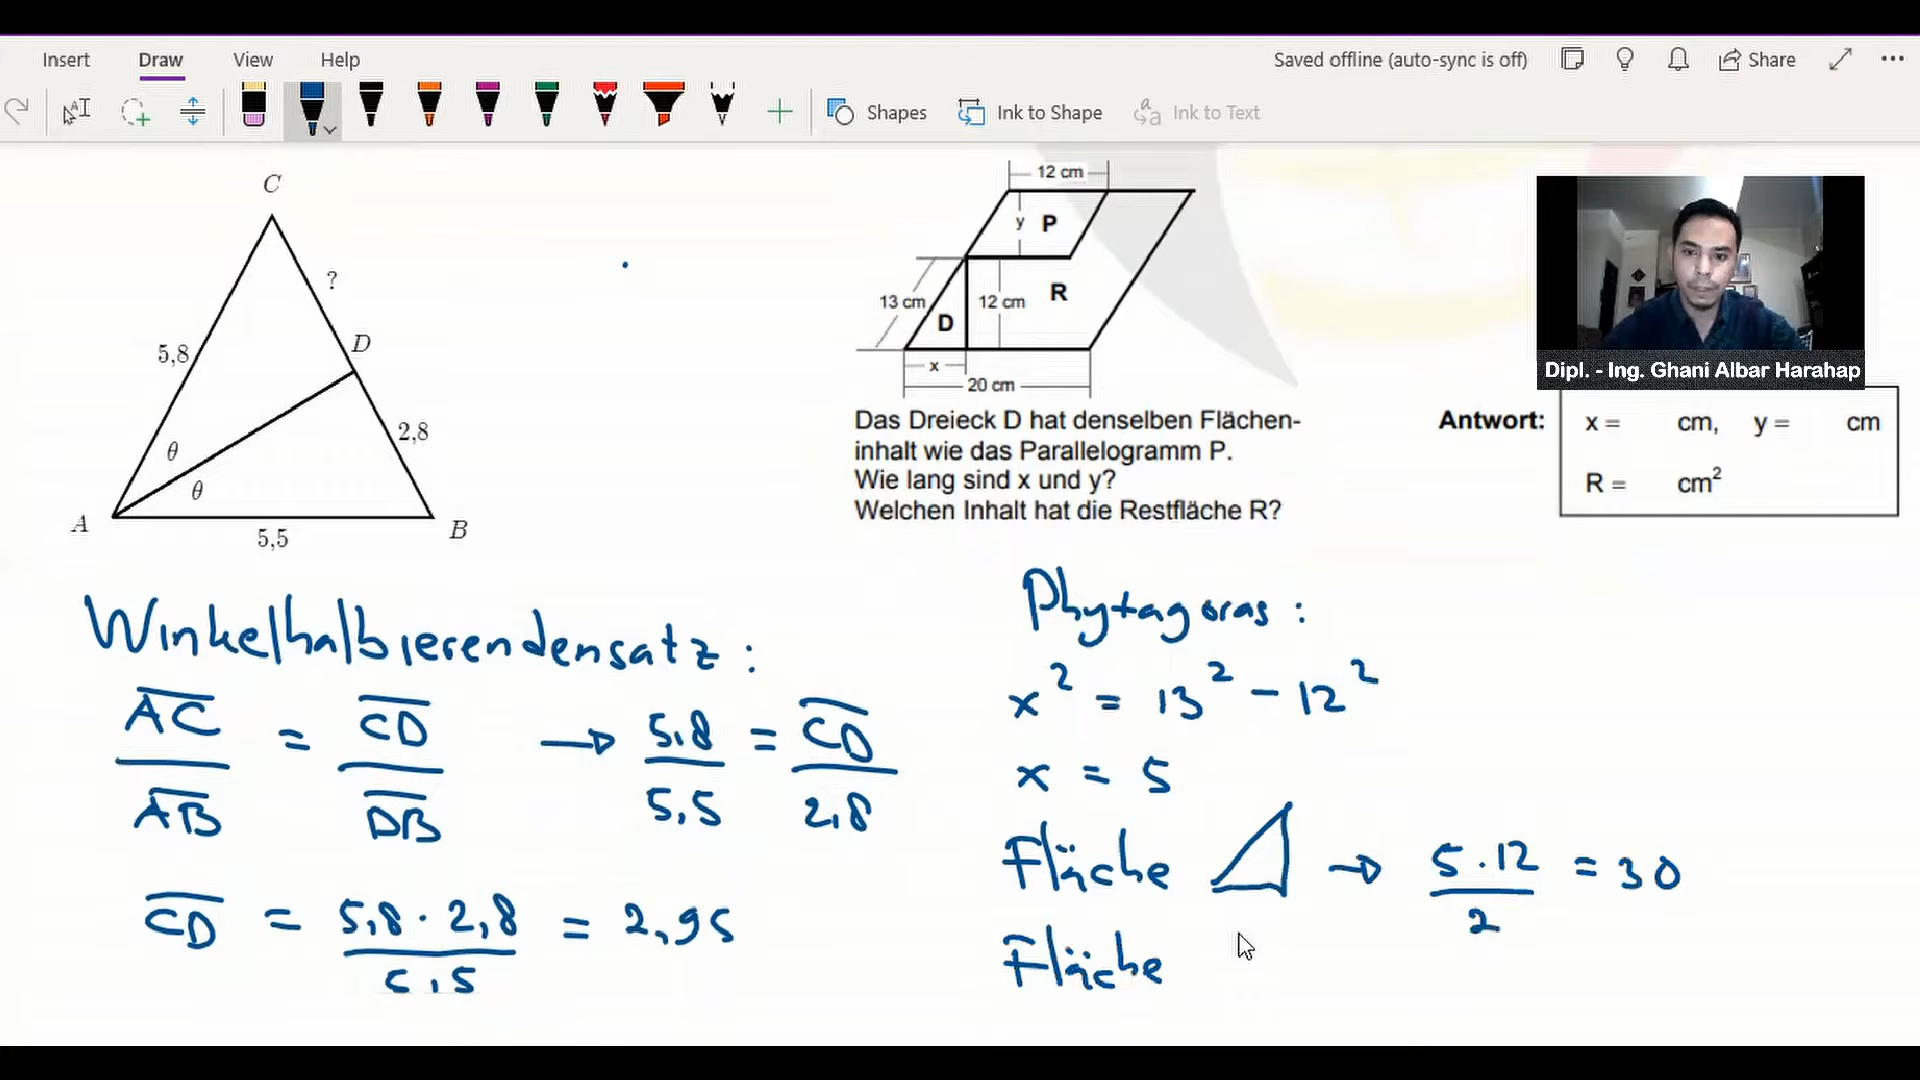 Insert Draw View Help Saved offline (auto-sync is off) Share
Shapes Ink to Shape Ink to Text
C
?
5,8
D
2,8
θ
θ
A
B
5,5
12 cm
y P
13 cm
12 cm
R
D
x
20 cm
Das Dreieck D hat denselben Flächen-
inhalt wie das Parallelogramm P.
Wie lang sind x und y?
Welchen Inhalt hat die Restfläche R?
Dipl. - Ing. Ghani Albar Harahap
Antwort: x = cm, y = cm
R = cm²
Winkelhalbierendensatz :
AC / AB = CD / DB → 5,8 / 5,5 = CD / 2,8
CD = 5,8 · 2,8 / 5,5 = 2,95
Phytagoras :
x² = 13² - 12²
x = 5
Fläche → 5 · 12 / 2 = 30
Fläche